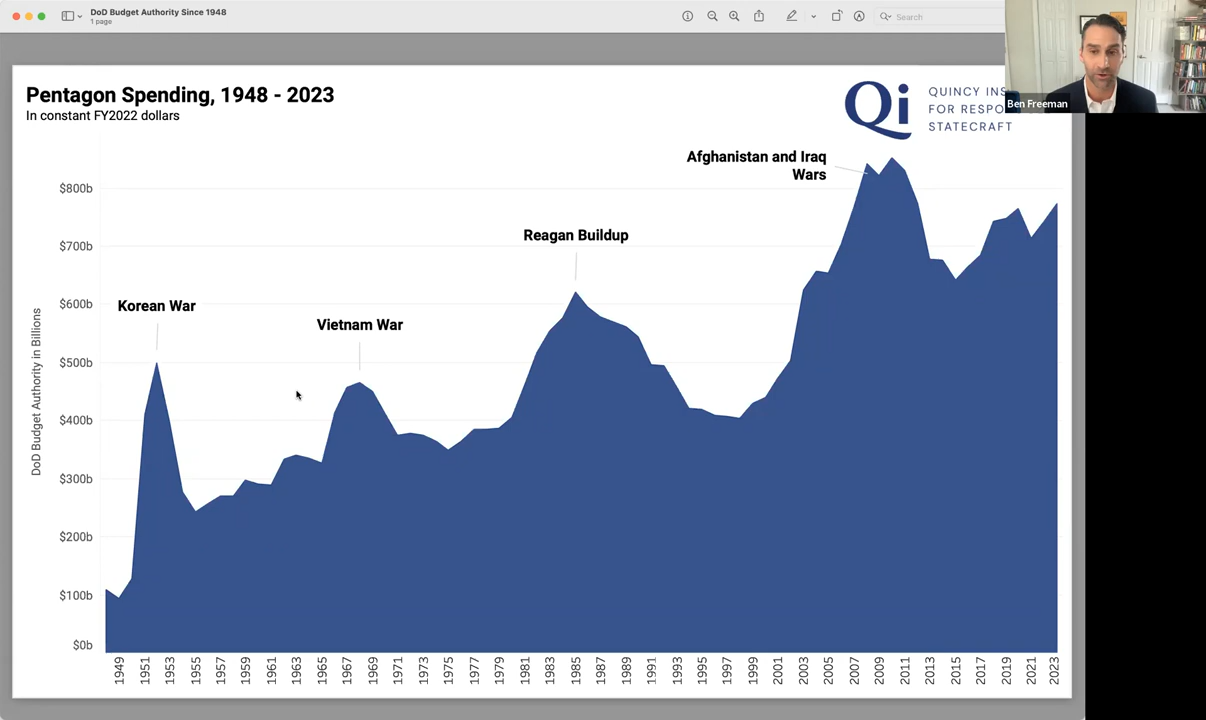 DoD Budget Authority Since 1948
1 page
Search
Pentagon Spending, 1948 - 2023
In constant FY2022 dollars
Qi
QUINCY INS
FOR RESPO
STATECRAFT
Ben Freeman
Afghanistan and Iraq
Wars
Reagan Buildup
Korean War
Vietnam War
DoD Budget Authority in Billions
$800b
$700b
$600b
$500b
$400b
$300b
$200b
$100b
$0b
1949
1951
1953
1955
1957
1959
1961
1963
1965
1967
1969
1971
1973
1975
1977
1979
1981
1983
1985
1987
1989
1991
1993
1995
1997
1999
2001
2003
2005
2007
2009
2011
2013
2015
2017
2019
2021
2023